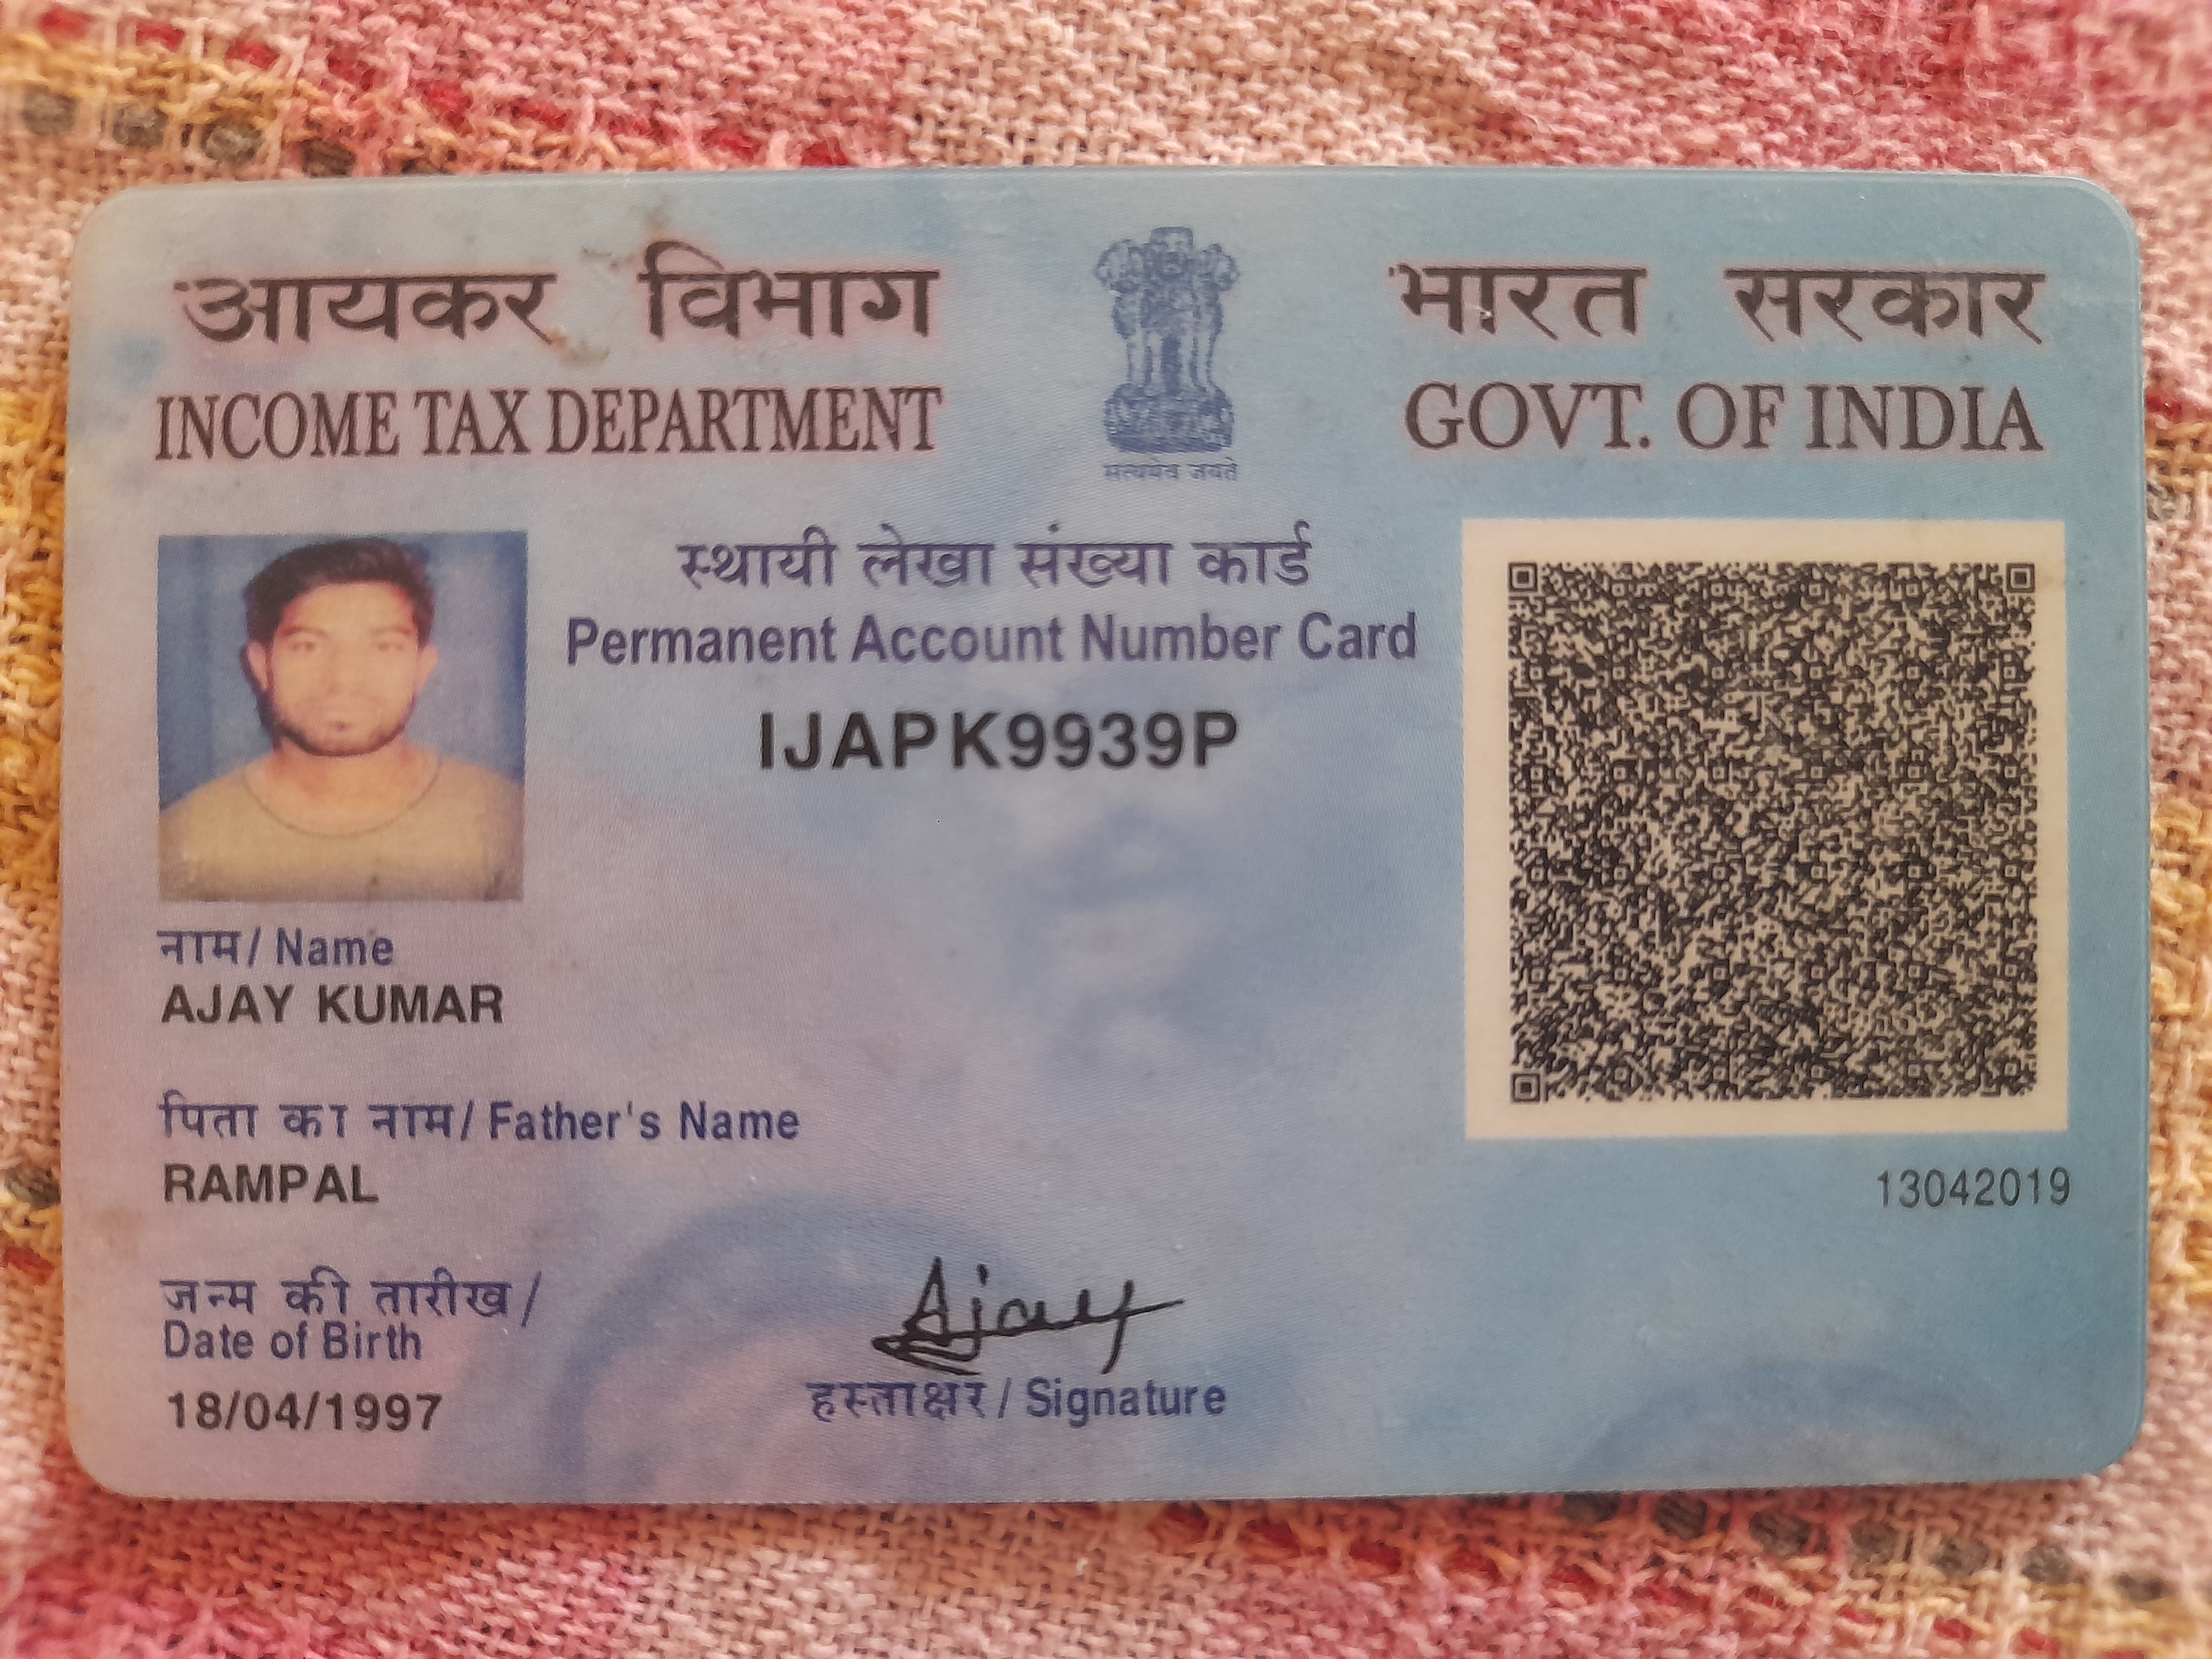 आयकर विभाग
INCOME TAX DEPARTMENT
सत्यमेव जयते
भारत सरकार
GOVT. OF INDIA
स्थायी लेखा संख्या कार्ड
Permanent Account Number Card
IJAPK9939P
नाम/ Name
AJAY KUMAR
पिता का नाम/ Father's Name
RAMPAL
13042019
जन्म की तारीख/
Date of Birth
18/04/1997
Ajay
हस्ताक्षर/ Signature